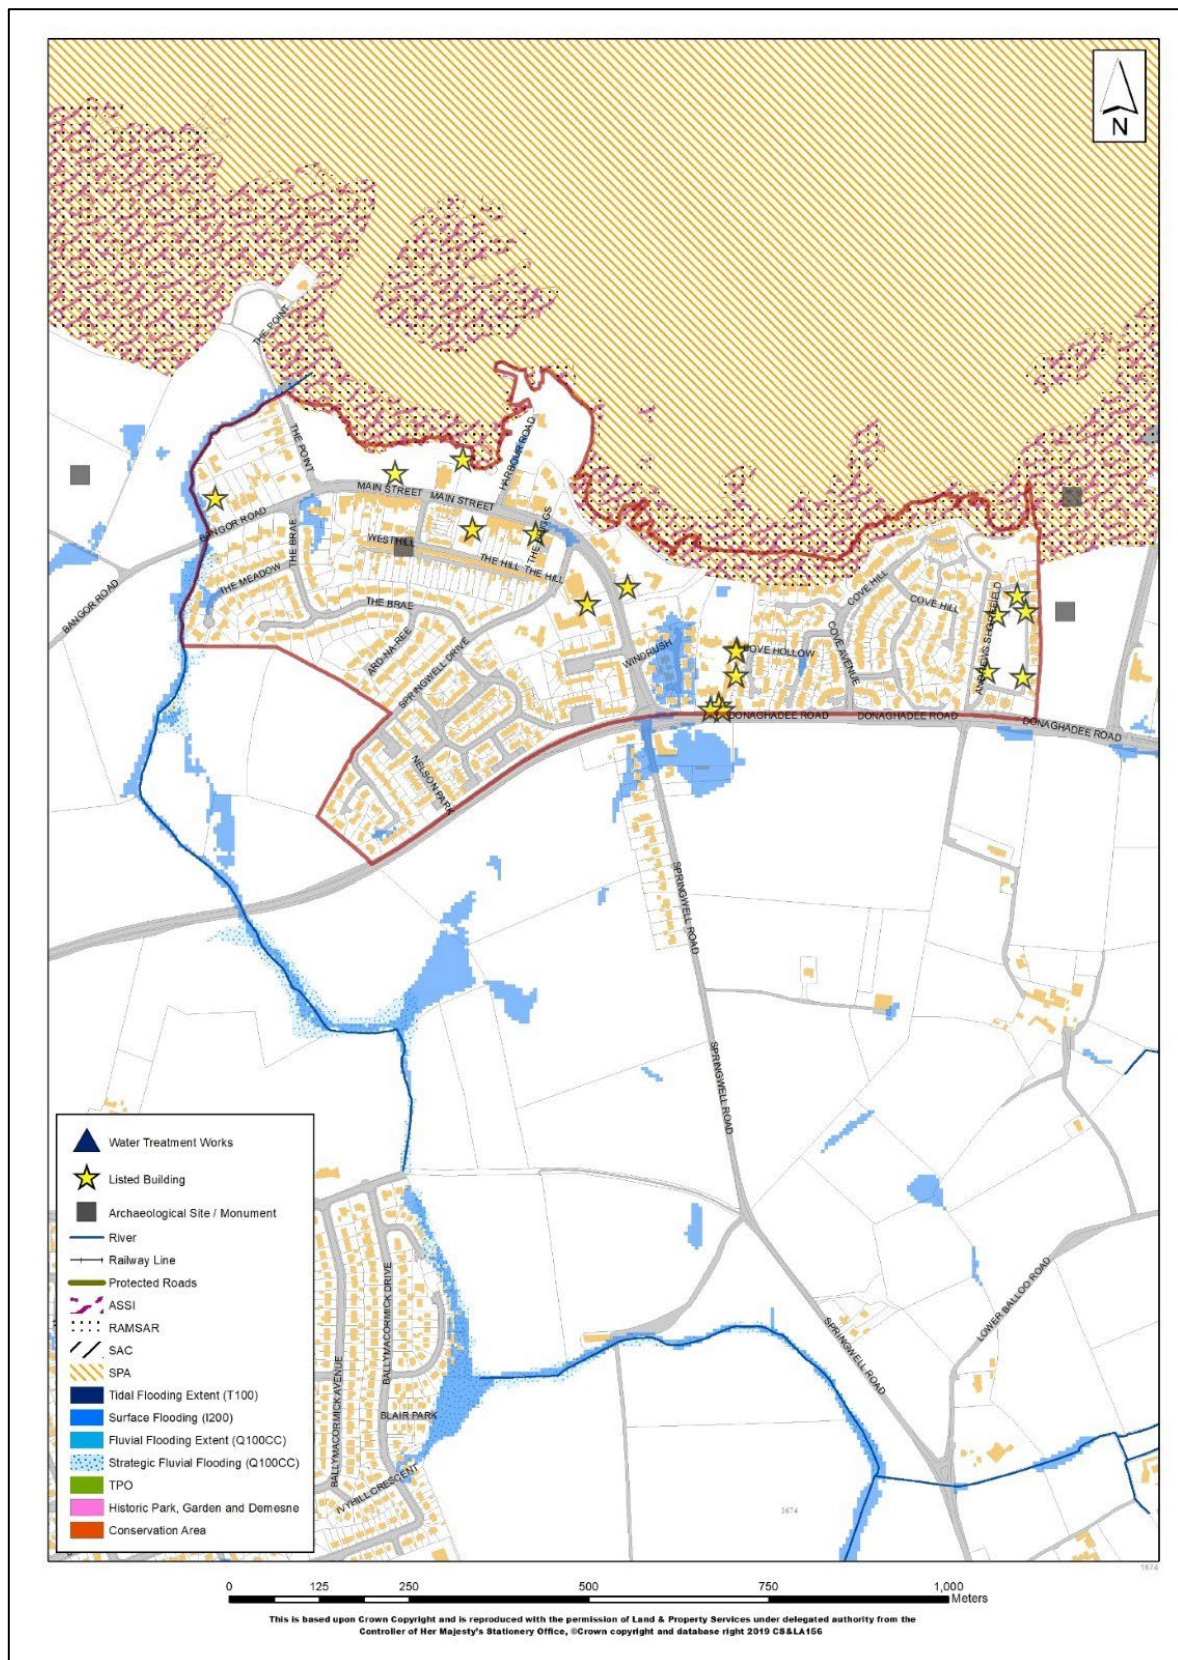 N
THE POINT
THE POINT
HARBOUR ROAD
MAIN STREET
MAIN STREET
BANGOR ROAD
THE BRAE
WESTHILL
THE HILL
THE HILL
THE MEADOW
BANGOR ROAD
THE BRAE
COVE HILL
COVE HILL
ARD-NA-REE
SPRINGWELL DRIVE
WINDRUSH
COVE AVENUE
DONAGHADEE ROAD
DONAGHADEE ROAD
DONAGHADEE ROAD
NELSON PARK
SPRINGWELL ROAD
SPRINGWELL ROAD
LOWER BALLOO ROAD
SPRINGWELL ROAD
BALLYMACORMICK DRIVE
BALLYMACORMICK AVENUE
BLAIR PARK
IVYHILL CRESCENT
1674
Water Treatment Works
Listed Building
Archaeological Site / Monument
River
Railway Line
Protected Roads
ASSI
RAMSAR
SAC
SPA
Tidal Flooding Extent (T100)
Surface Flooding (I200)
Fluvial Flooding Extent (Q100CC)
Strategic Fluvial Flooding (Q100CC)
TPO
Historic Park, Garden and Demesne
Conservation Area
1674
0 125 250 500 750 1,000
Meters
This is based upon Crown Copyright and is reproduced with the permission of Land & Property Services under delegated authority from the
Controller of Her Majesty's Stationery Office, ©Crown copyright and database right 2019 CS&LA156